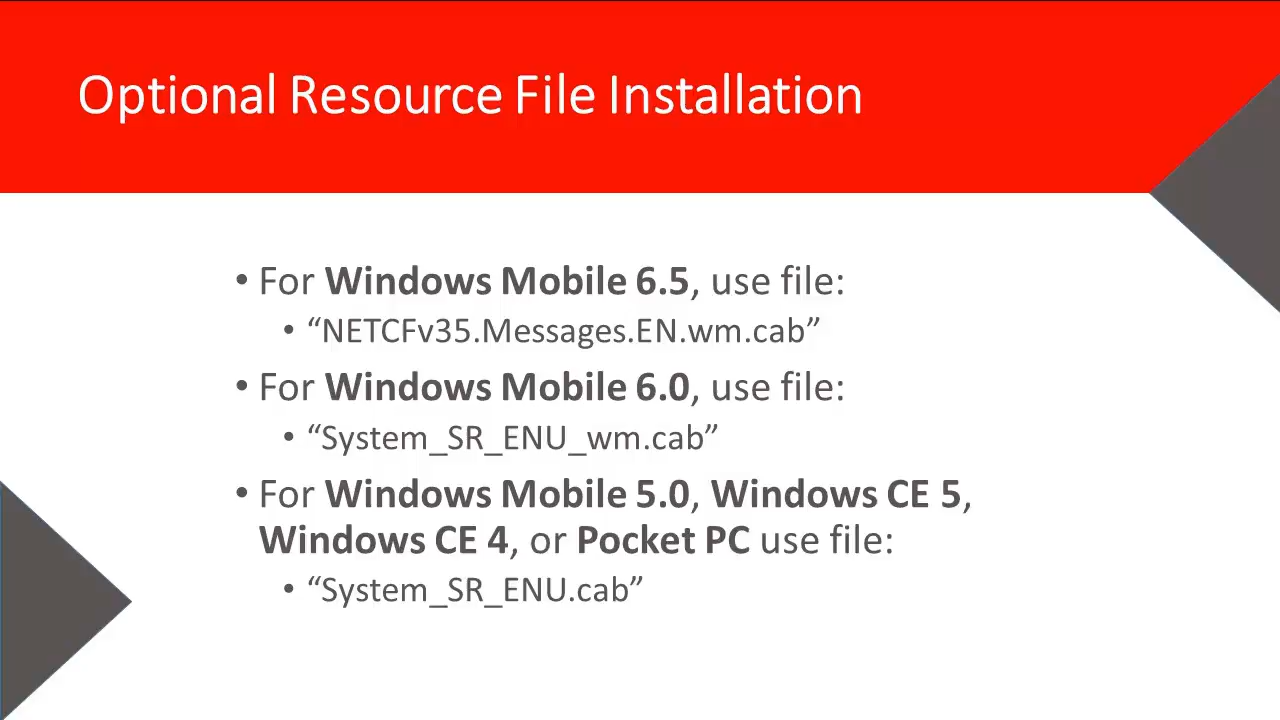 Optional Resource File Installation
• For Windows Mobile 6.5, use file:
• “NETCFv35.Messages.EN.wm.cab”
• For Windows Mobile 6.0, use file:
• “System_SR_ENU_wm.cab”
• For Windows Mobile 5.0, Windows CE 5,
Windows CE 4, or Pocket PC use file:
• “System_SR_ENU.cab”